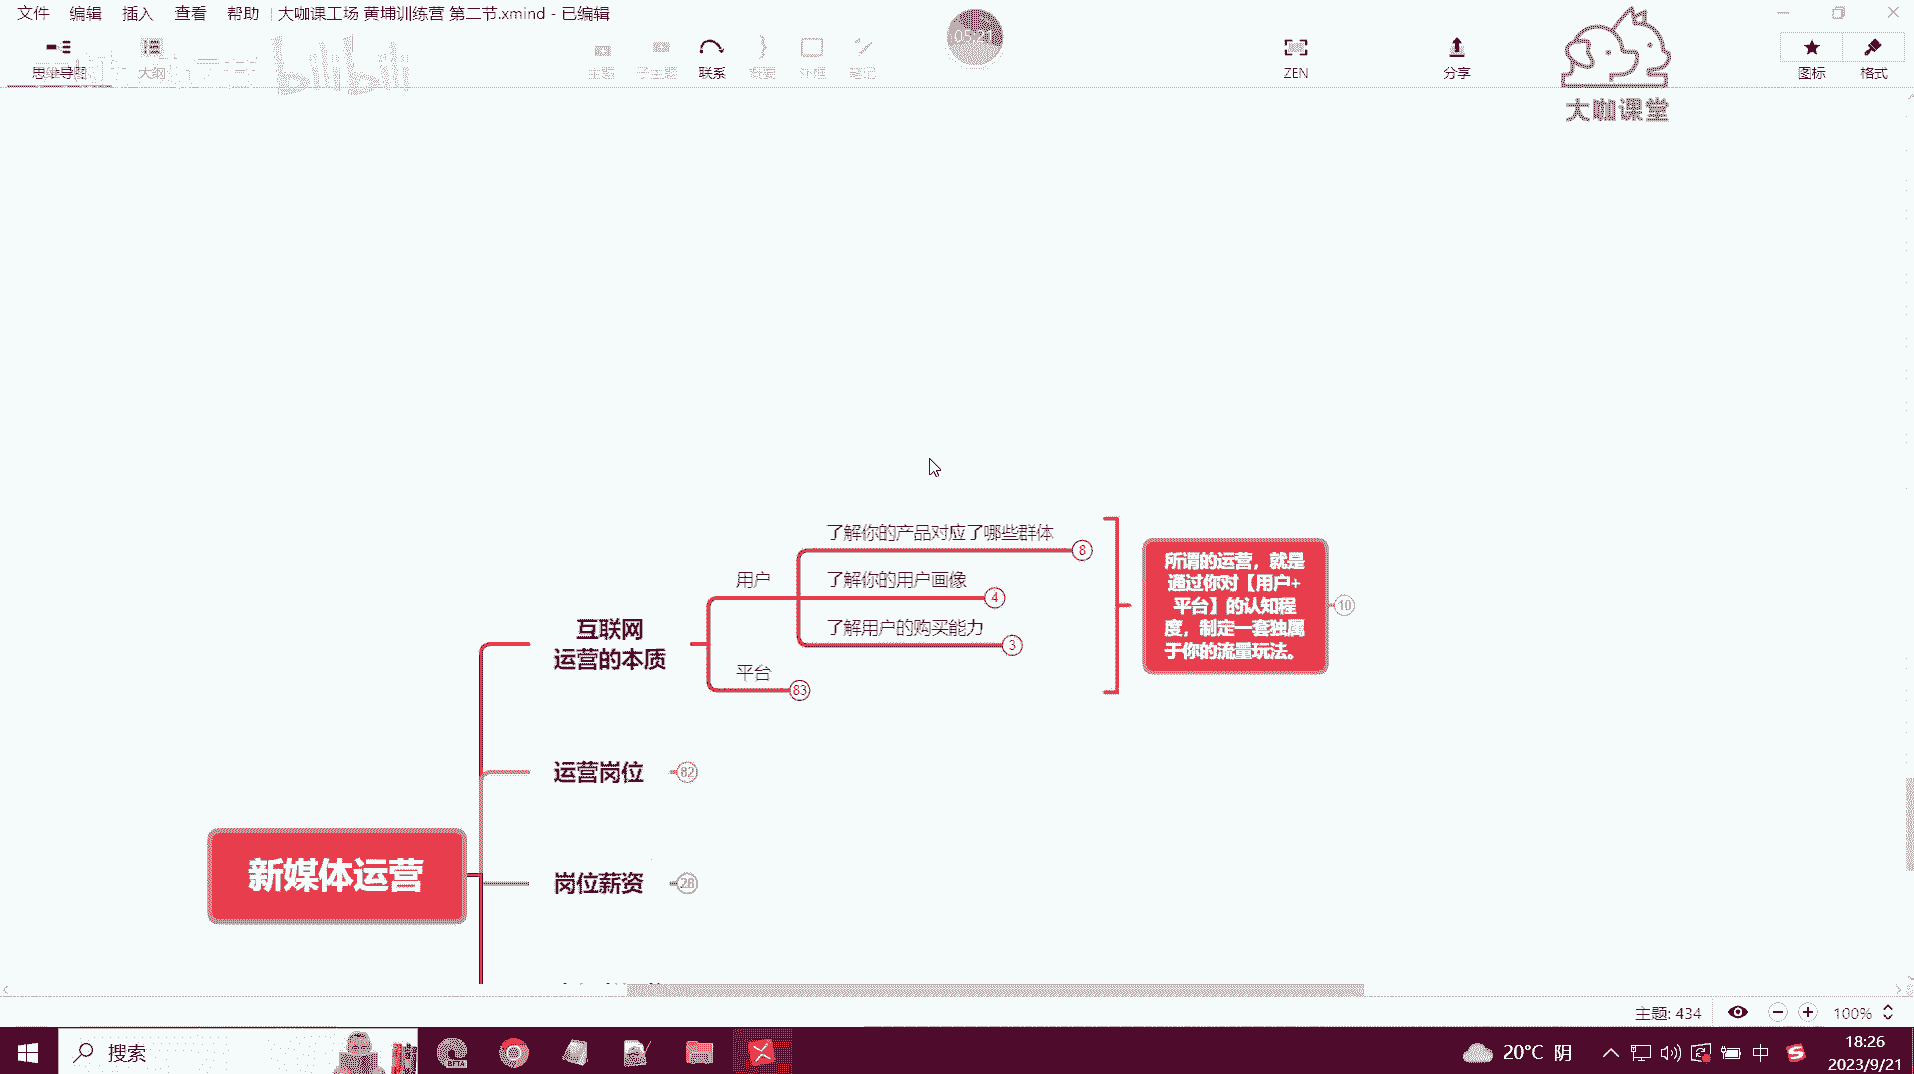 文件 编辑 插入 查看 帮助 大咖课工场 黄埔训练营 第二节.xmind - 已编辑
05:21
思维导图 大纲 主题 子主题 联系 概要 外框 笔记 ZEN 分享 图标 格式
bilibili
大咖课堂
了解你的产品对应了哪些群体 8
用户 了解你的用户画像 4
了解用户的购买能力 3
平台 83
互联网
运营的本质
所谓的运营，就是
通过你对【用户+
平台】的认知程
度，制定一套独属
于你的流量玩法。
10
运营岗位 82
新媒体运营
岗位薪资 28
主题: 434 100%
搜索
BETA
20°C 阴
中
18:26
2023/9/21